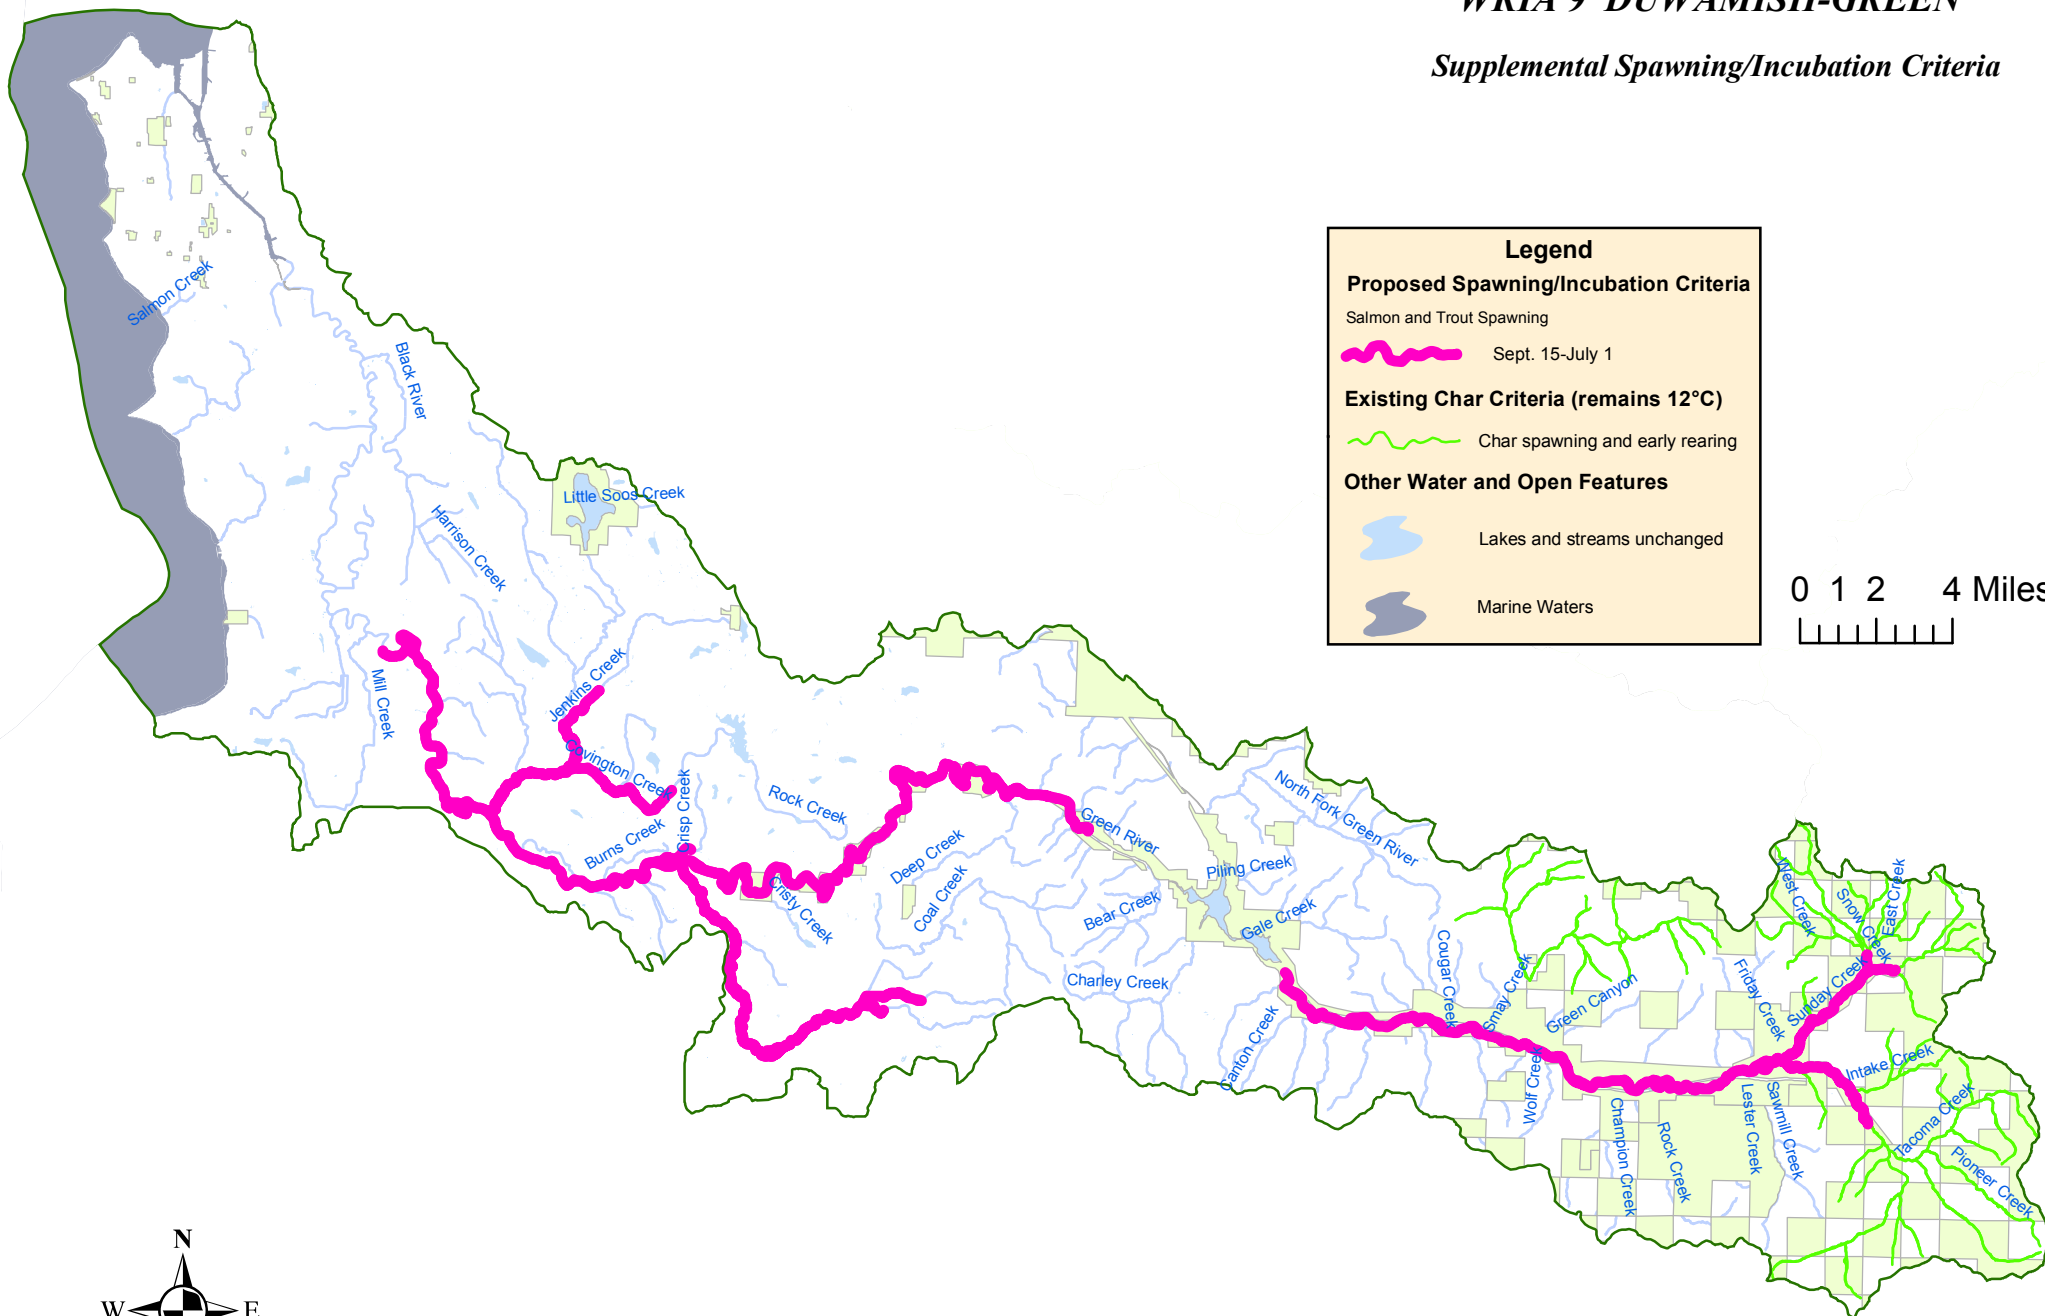 WRIA 9 DUWAMISH-GREEN
Supplemental Spawning/Incubation Criteria
Legend
Proposed Spawning/Incubation Criteria
Salmon and Trout Spawning
Sept. 15-July 1
Existing Char Criteria (remains 12°C)
Char spawning and early rearing
Other Water and Open Features
Lakes and streams unchanged
Marine Waters
0 1 2 4 Miles
Salmon Creek
Black River
Little Soos Creek
Harrison Creek
Jenkins Creek
Mill Creek
Covington Creek
Crisp Creek
Rock Creek
Burns Creek
Deep Creek
Coal Creek
Cristy Creek
Green River
North Fork Green River
Piling Creek
Bear Creek
Gale Creek
Charley Creek
Canton Creek
Cougar Creek
Smay Creek
Green Canyon
Wolf Creek
Champion Creek
Rock Creek
Lester Creek
Sawmill Creek
Friday Creek
Sunday Creek
West Creek
Snow Creek
East Creek
Intake Creek
Tacoma Creek
Pioneer Creek
N
W E